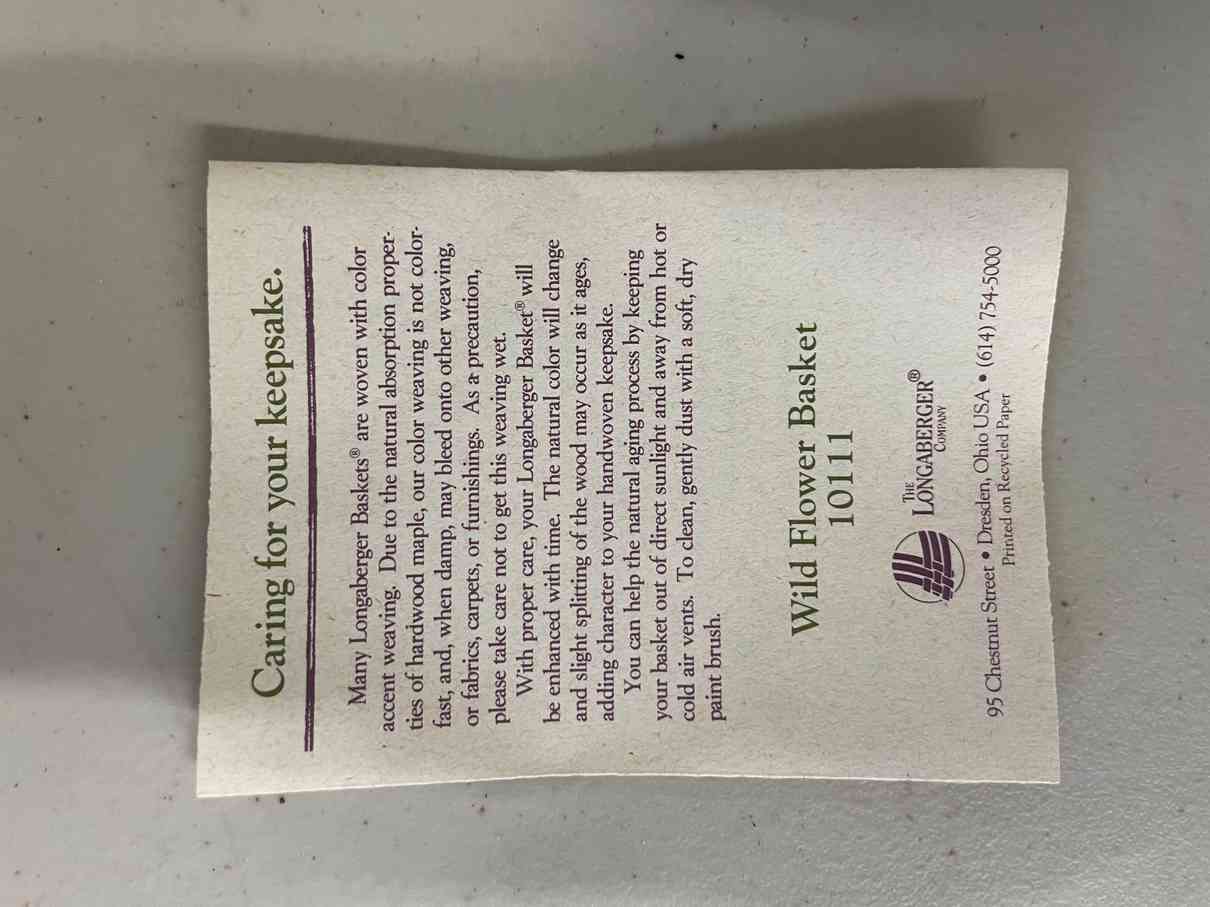 Caring for your keepsake.
Many Longaberger Baskets® are woven with color
accent weaving. Due to the natural absorption proper-
ties of hardwood maple, our color weaving is not color-
fast, and, when damp, may bleed onto other weaving,
or fabrics, carpets, or furnishings. As a precaution,
please take care not to get this weaving wet.
With proper care, your Longaberger Basket® will
be enhanced with time. The natural color will change
and slight splitting of the wood may occur as it ages,
adding character to your handwoven keepsake.
You can help the natural aging process by keeping
your basket out of direct sunlight and away from hot or
cold air vents. To clean, gently dust with a soft, dry
paint brush.
Wild Flower Basket
10111
THE
LONGABERGER®
COMPANY
95 Chestnut Street • Dresden, Ohio USA • (614) 754-5000
Printed on Recycled Paper